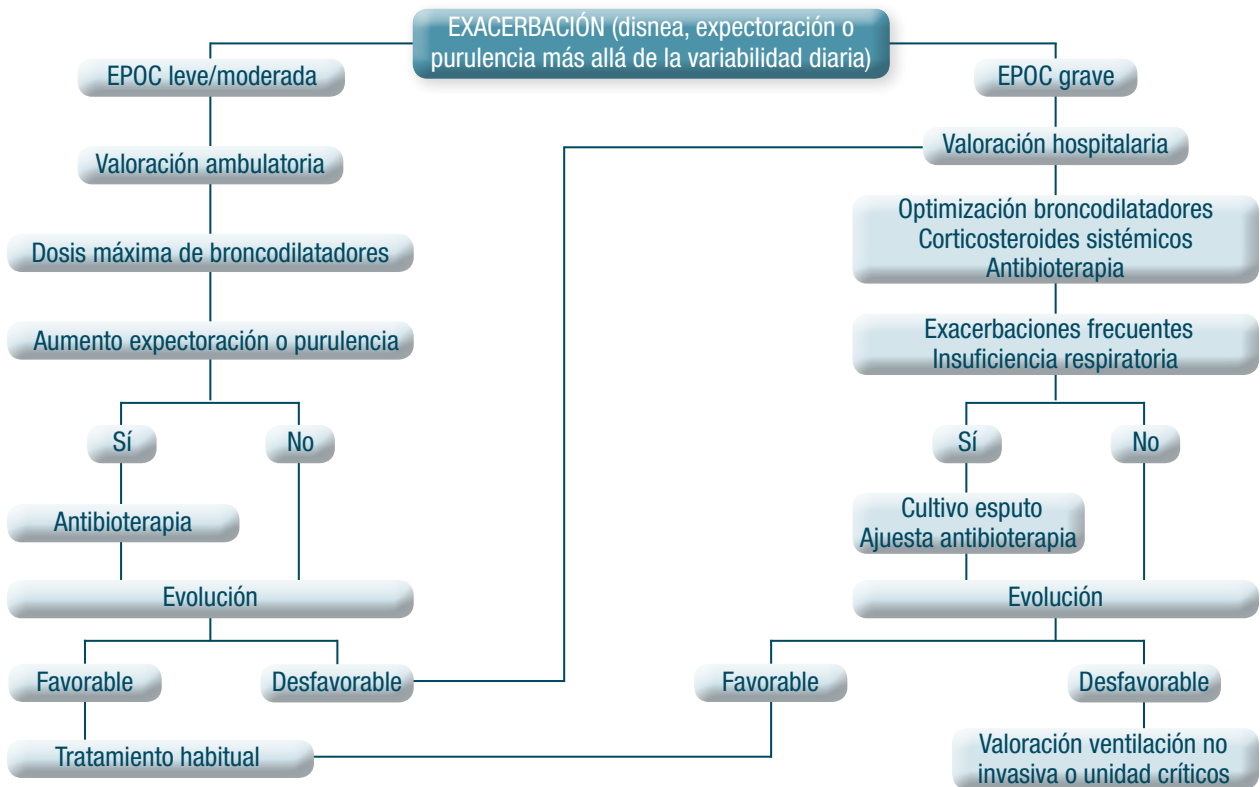 EXACERBACIÓN (disnea, expectoración o
purulencia más allá de la variabilidad diaria)
EPOC leve/moderada
EPOC grave
Valoración ambulatoria
Valoración hospitalaria
Dosis máxima de broncodilatadores
Optimización broncodilatadores
Corticosteroides sistémicos
Antibioterapia
Aumento expectoración o purulencia
Exacerbaciones frecuentes
Insuficiencia respiratoria
Sí
No
Sí
No
Antibioterapia
Cultivo esputo
Ajuesta antibioterapia
Evolución
Evolución
Favorable
Desfavorable
Favorable
Desfavorable
Tratamiento habitual
Valoración ventilación no
invasiva o unidad críticos